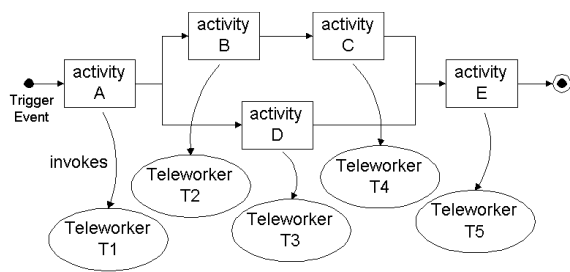 activity
B
activity
C
activity
A
activity
E
Trigger
Event
activity
D
invokes
Teleworker
T2
Teleworker
T4
Teleworker
T1
Teleworker
T3
Teleworker
T5